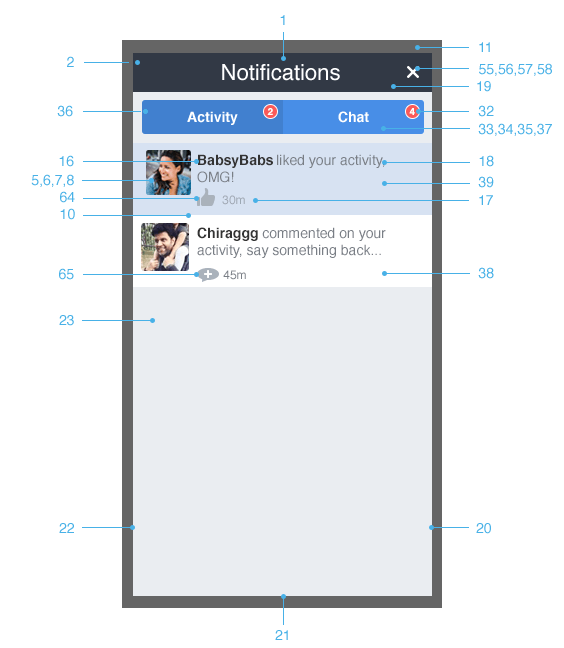 1
11
2
Notifications
55,56,57,58
19
36
Activity
2
Chat
4
32
33,34,35,37
16
BabsyBabs liked your activity,
18
5,6,7,8
OMG!
39
64
30m
17
10
Chiraggg commented on your
activity, say something back...
65
45m
38
23
22
20
21